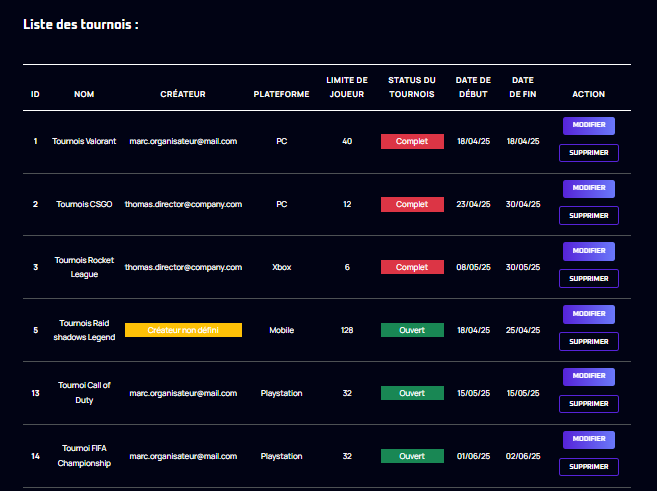 Liste des tournois :
ID NOM CRÉATEUR PLATEFORME LIMITE DE JOUEUR STATUS DU TOURNOIS DATE DE DÉBUT DATE DE FIN ACTION
1 Tournois Valorant marc.organisateur@mail.com PC 40 Complet 18/04/25 18/04/25 MODIFIER
SUPPRIMER
2 Tournois CSGO thomas.director@company.com PC 12 Complet 23/04/25 30/04/25 MODIFIER
SUPPRIMER
3 Tournois Rocket League thomas.director@company.com Xbox 6 Complet 08/05/25 30/05/25 MODIFIER
SUPPRIMER
5 Tournois Raid shadows Legend Créateur non défini Mobile 128 Ouvert 18/04/25 25/04/25 MODIFIER
SUPPRIMER
13 Tournoi Call of Duty marc.organisateur@mail.com Playstation 32 Ouvert 15/05/25 15/05/25 MODIFIER
SUPPRIMER
14 Tournoi FIFA Championship marc.organisateur@mail.com Playstation 32 Ouvert 01/06/25 02/06/25 MODIFIER
SUPPRIMER